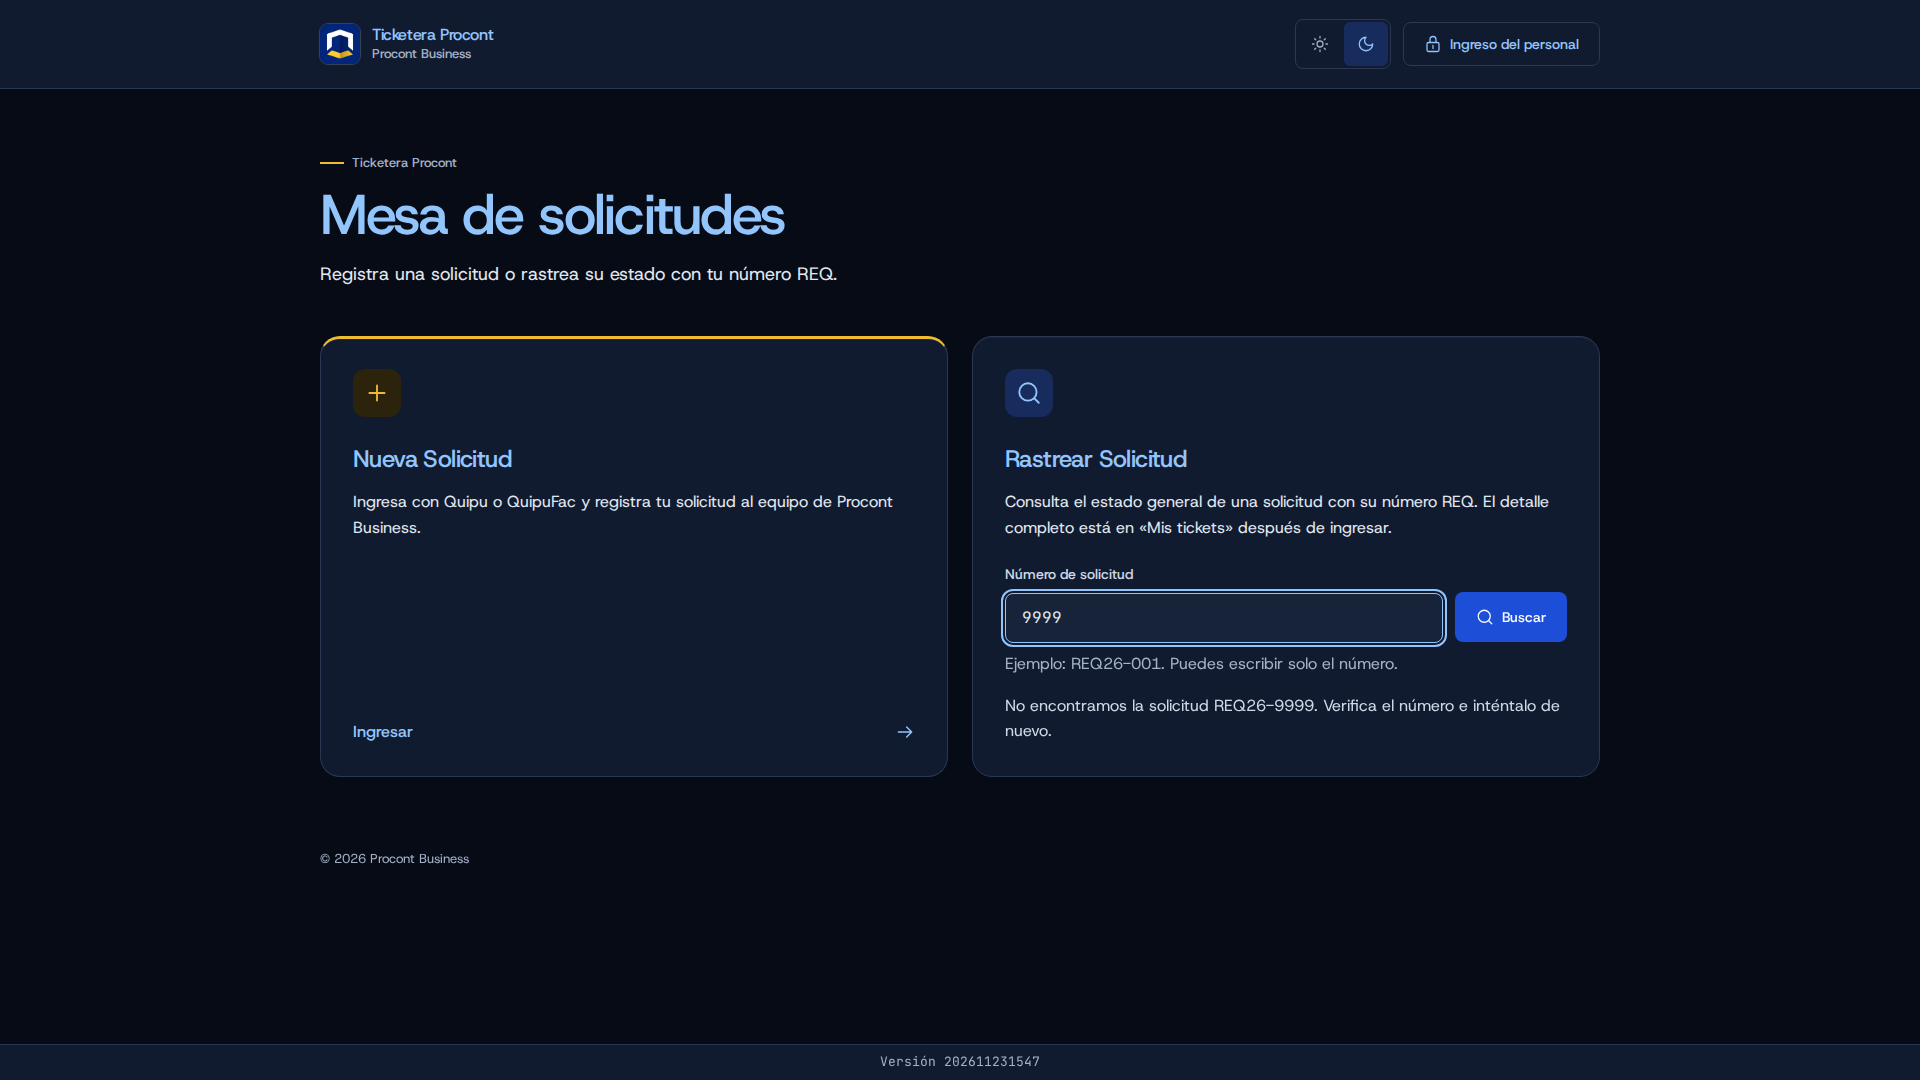 Ticketera Procont
Procont Business
Ingreso del personal
Ticketera Procont
Mesa de solicitudes
Registra una solicitud o rastrea su estado con tu número REQ.
Nueva Solicitud
Ingresa con Quipu o QuipuFac y registra tu solicitud al equipo de Procont
Business.
Ingresar
Rastrear Solicitud
Consulta el estado general de una solicitud con su número REQ. El detalle
completo está en «Mis tickets» después de ingresar.
Número de solicitud
9999
Buscar
Ejemplo: REQ26-001. Puedes escribir solo el número.
No encontramos la solicitud REQ26-9999. Verifica el número e inténtalo de
nuevo.
© 2026 Procont Business
Versión 202611231547